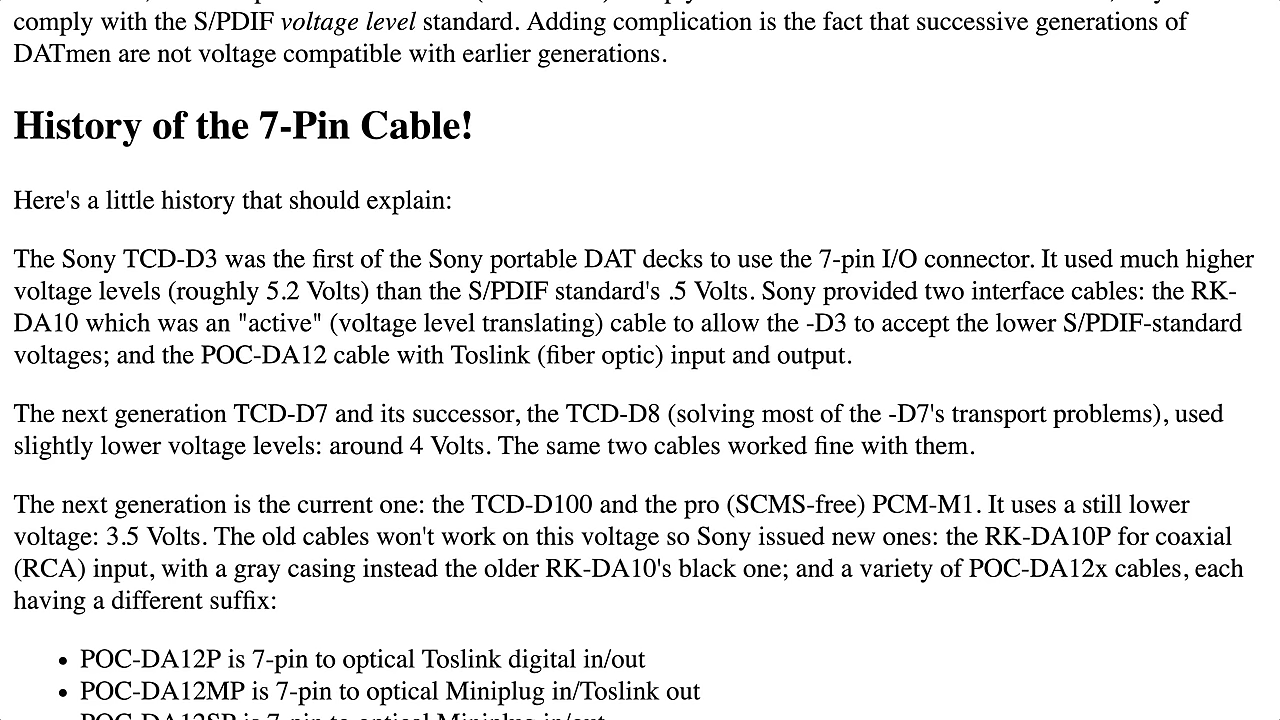 comply with the S/PDIF voltage level standard. Adding complication is the fact that successive generations of
DATmen are not voltage compatible with earlier generations.
History of the 7-Pin Cable!
Here's a little history that should explain:
The Sony TCD-D3 was the first of the Sony portable DAT decks to use the 7-pin I/O connector. It used much higher
voltage levels (roughly 5.2 Volts) than the S/PDIF standard's .5 Volts. Sony provided two interface cables: the RK-
DA10 which was an "active" (voltage level translating) cable to allow the -D3 to accept the lower S/PDIF-standard
voltages; and the POC-DA12 cable with Toslink (fiber optic) input and output.
The next generation TCD-D7 and its successor, the TCD-D8 (solving most of the -D7's transport problems), used
slightly lower voltage levels: around 4 Volts. The same two cables worked fine with them.
The next generation is the current one: the TCD-D100 and the pro (SCMS-free) PCM-M1. It uses a still lower
voltage: 3.5 Volts. The old cables won't work on this voltage so Sony issued new ones: the RK-DA10P for coaxial
(RCA) input, with a gray casing instead the older RK-DA10's black one; and a variety of POC-DA12x cables, each
having a different suffix:
• POC-DA12P is 7-pin to optical Toslink digital in/out
• POC-DA12MP is 7-pin to optical Miniplug in/Toslink out
• POC-DA12SP is 7-pin to optical Miniplug in/out